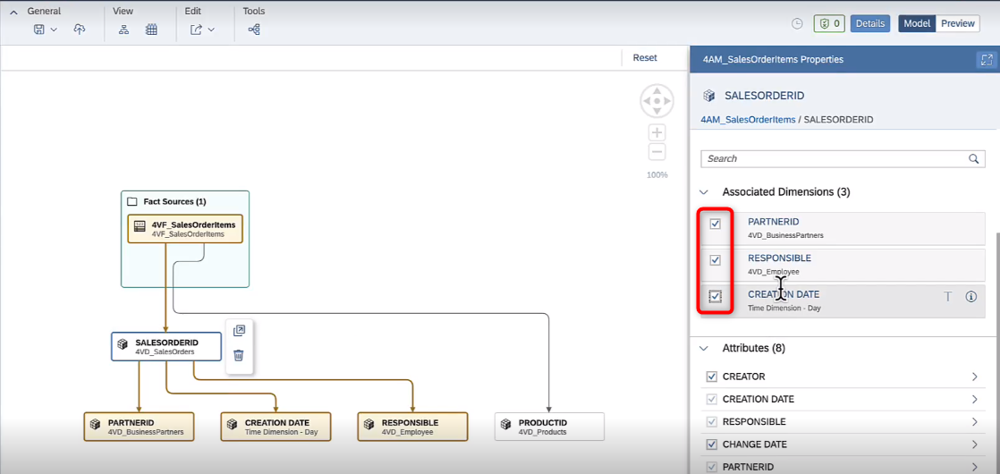 General
View
Edit
Tools
0
Details
Model
Preview
Reset
100%
Fact Sources (1)
4VF_SalesOrderItems
4VF_SalesOrderItems
SALESORDERID
4VD_SalesOrders
PARTNERID
4VD_BusinessPartners
CREATION DATE
Time Dimension - Day
RESPONSIBLE
4VD_Employee
PRODUCTID
4VD_Products
4AM_SalesOrderItems Properties
SALESORDERID
4AM_SalesOrderItems / SALESORDERID
Search
Associated Dimensions (3)
PARTNERID
4VD_BusinessPartners
RESPONSIBLE
4VD_Employee
CREATION DATE
Time Dimension - Day
Attributes (8)
CREATOR
CREATION DATE
RESPONSIBLE
CHANGE DATE
PARTNERID